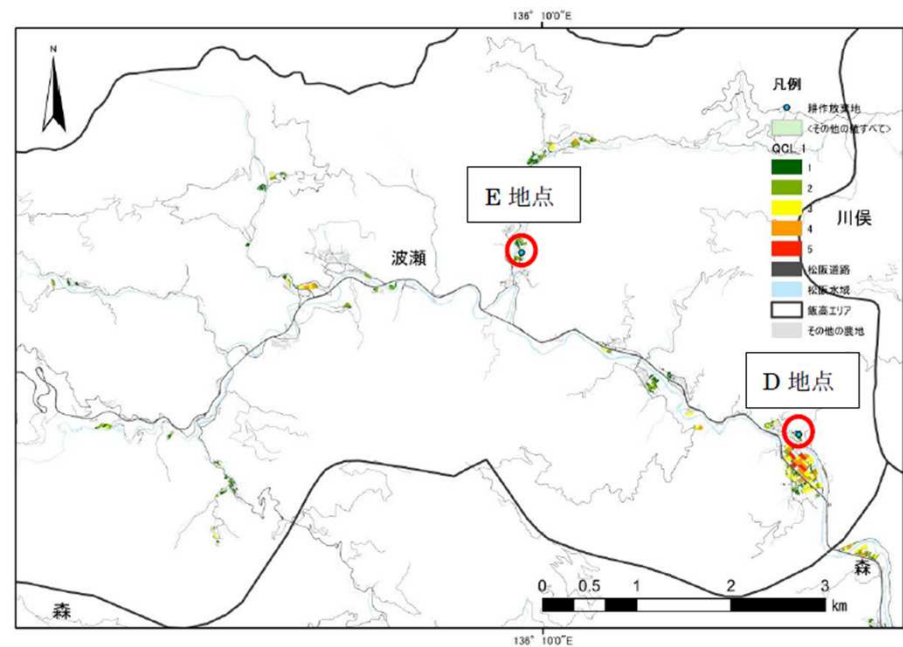 136° 10'0"E
N
凡例
耕作放棄地
<その他の値すべて>
QCL_1
1
2
3
4
5
松阪道路
松阪水域
飯高エリア
その他の農地
川俣
E 地点
波瀬
D 地点
森
森
0 0.5 1 2 3
km
136° 10'0"E